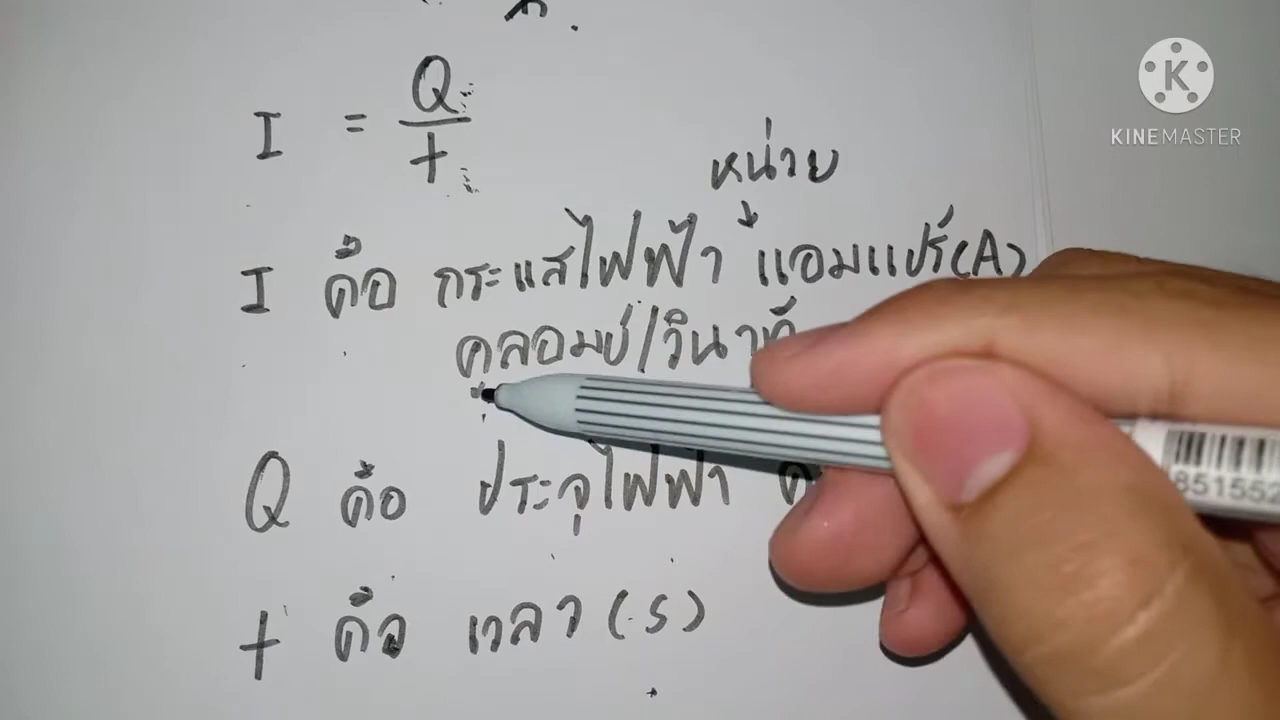 I = Q/t
หน่วย
I คือ กระแสไฟฟ้า แอมแปร์(A)
คลอมป์/วินาที
Q คือ ประจุไฟฟ้า
t คือ เวลา (s)
K
KINEMASTER